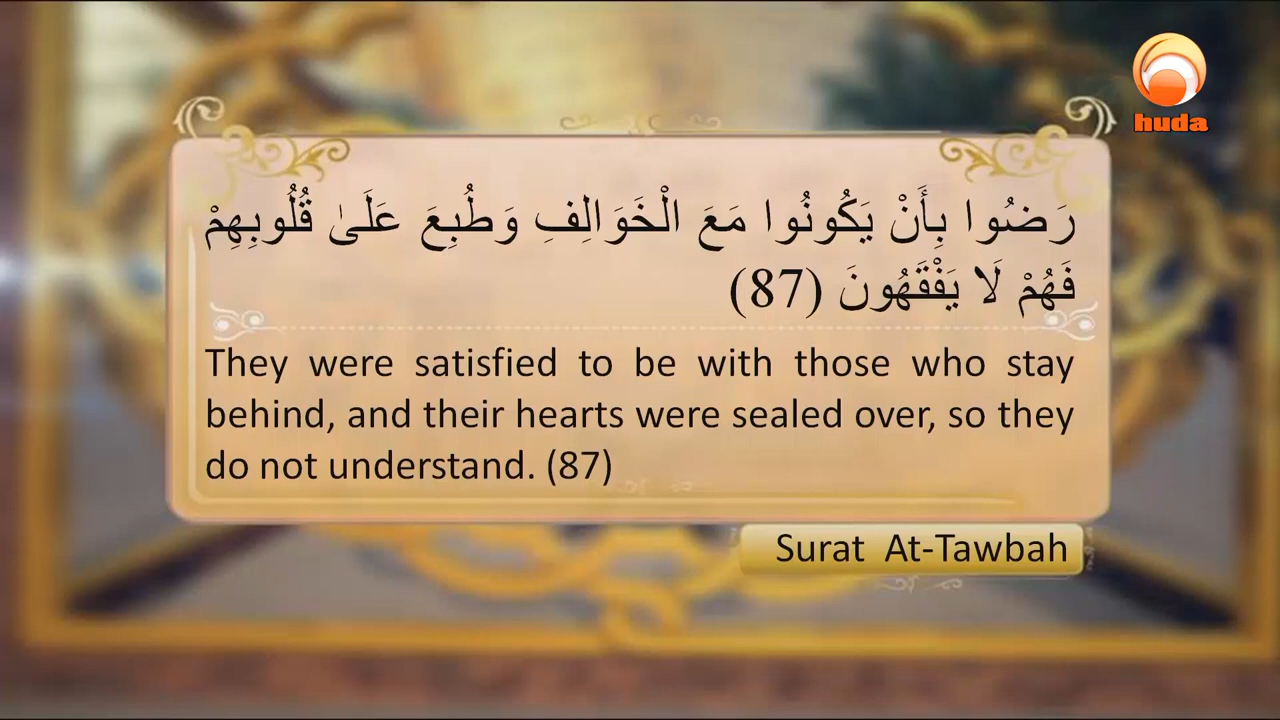 huda
رَضُوا بِأَنْ يَكُونُوا مَعَ الْخَوَالِفِ وَطُبِعَ عَلَىٰ قُلُوبِهِمْ
فَهُمْ لَا يَفْقَهُونَ (87)
They were satisfied to be with those who stay
behind, and their hearts were sealed over, so they
do not understand. (87)
Surat At-Tawbah